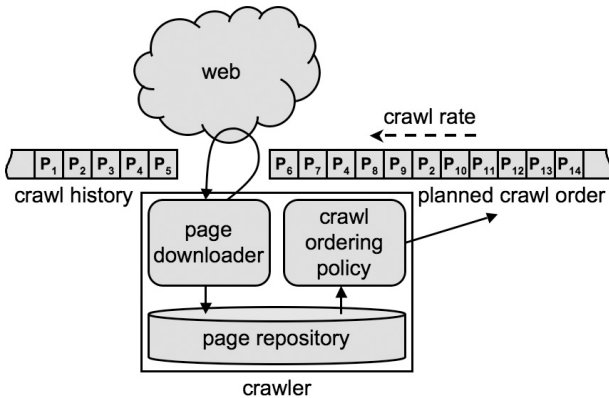 web
crawl rate
P1 P2 P3 P4 P5
P6 P7 P4 P8 P9 P2 P10 P11 P12 P13 P14
crawl history
planned crawl order
page
downloader
crawl
ordering
policy
page repository
crawler